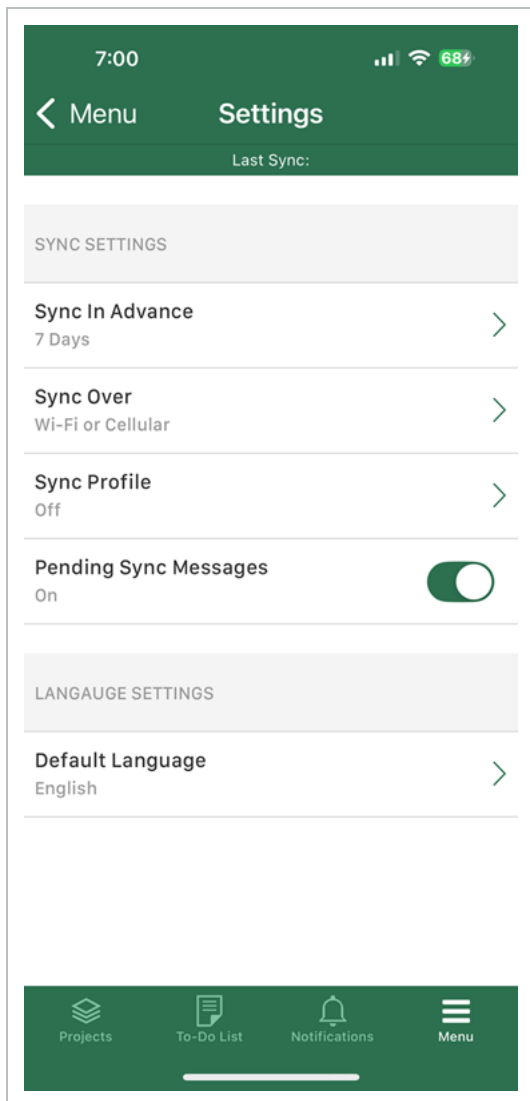 7:00
68
Menu
Settings
Last Sync:
SYNC SETTINGS
Sync In Advance
7 Days
Sync Over
Wi-Fi or Cellular
Sync Profile
Off
Pending Sync Messages
On
LANGAUGE SETTINGS
Default Language
English
Projects
To-Do List
Notifications
Menu